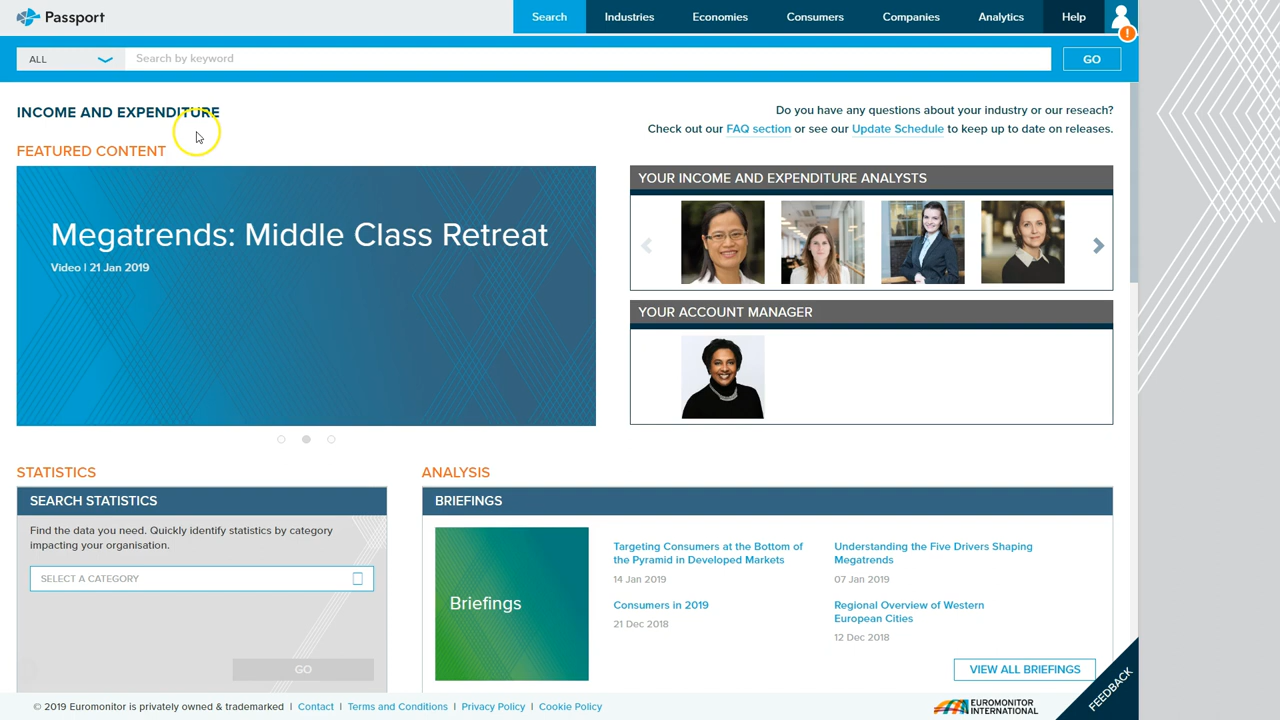 Passport
Search Industries Economies Consumers Companies Analytics Help
!
ALL Search by keyword GO
INCOME AND EXPENDITURE
Do you have any questions about your industry or our reseach?
Check out our FAQ section or see our Update Schedule to keep up to date on releases.
FEATURED CONTENT
Megatrends: Middle Class Retreat
Video | 21 Jan 2019
YOUR INCOME AND EXPENDITURE ANALYSTS
YOUR ACCOUNT MANAGER
STATISTICS
SEARCH STATISTICS
Find the data you need. Quickly identify statistics by category
impacting your organisation.
SELECT A CATEGORY
GO
ANALYSIS
BRIEFINGS
Briefings
Targeting Consumers at the Bottom of
the Pyramid in Developed Markets
14 Jan 2019
Consumers in 2019
21 Dec 2018
Understanding the Five Drivers Shaping
Megatrends
07 Jan 2019
Regional Overview of Western
European Cities
12 Dec 2018
VIEW ALL BRIEFINGS
FEEDBACK
© 2019 Euromonitor is privately owned & trademarked | Contact | Terms and Conditions | Privacy Policy | Cookie Policy
EUROMONITOR
INTERNATIONAL